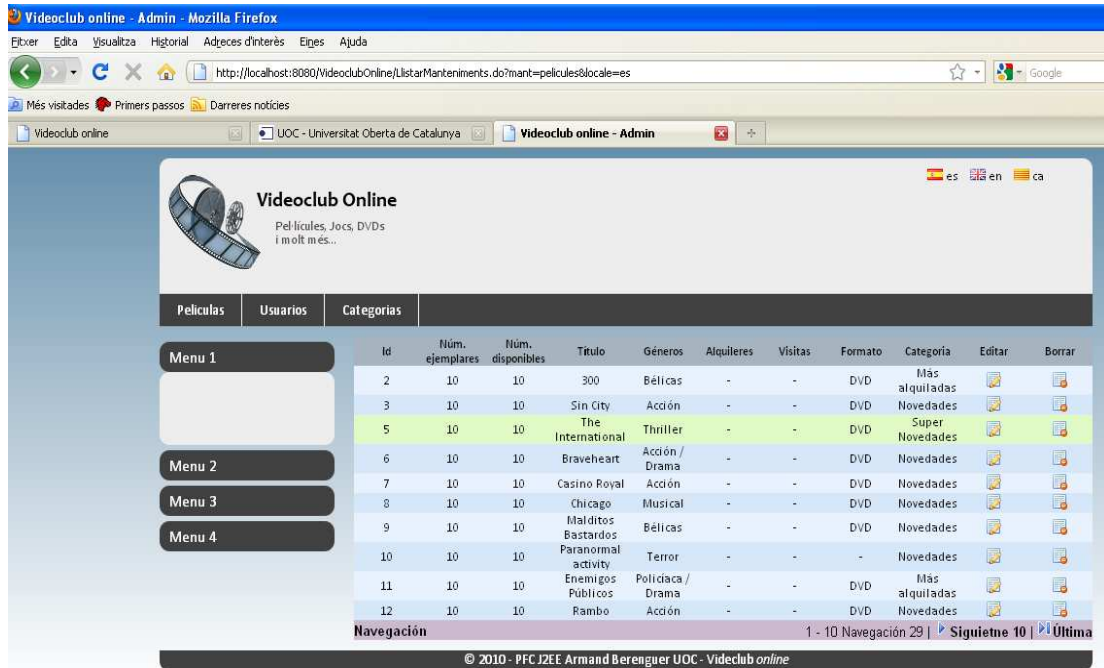 Videoclub online - Admin - Mozilla Firefox
Fitxer Edita Visualitza Historial Adreces d'interès Eines Ajuda
http://localhost:8080/VideoclubOnline/LlistarManteniments.do?mant=pelicules&locale=es
Google
Més visitades Primers passos Darreres notícies
Videoclub online UOC - Universitat Oberta de Catalunya Videoclub online - Admin
es en ca
Videoclub Online
Pel·lícules, Jocs, DVDs
i molt més...
Peliculas Usuarios Categorias
Menu 1
Menu 2
Menu 3
Menu 4
Id Núm. ejemplares Núm. disponibles Título Géneros Alquileres Visitas Formato Categoría Editar Borrar
2 10 10 300 Bélicas - - DVD Más alquiladas
3 10 10 Sin City Acción - - DVD Novedades
5 10 10 The International Thriller - - DVD Super Novedades
6 10 10 Braveheart Acción / Drama - - DVD Novedades
7 10 10 Casino Royal Acción - - DVD Novedades
8 10 10 Chicago Musical - - DVD Novedades
9 10 10 Malditos Bastardos Bélicas - - DVD Novedades
10 10 10 Paranormal activity Terror - - - Novedades
11 10 10 Enemigos Públicos Policíaca / Drama - - DVD Más alquiladas
12 10 10 Rambo Acción - - DVD Novedades
Navegación 1 - 10 Navegación 29 | Siguietne 10 | Última
© 2010 - PFC J2EE Armand Berenguer UOC - Videclub online